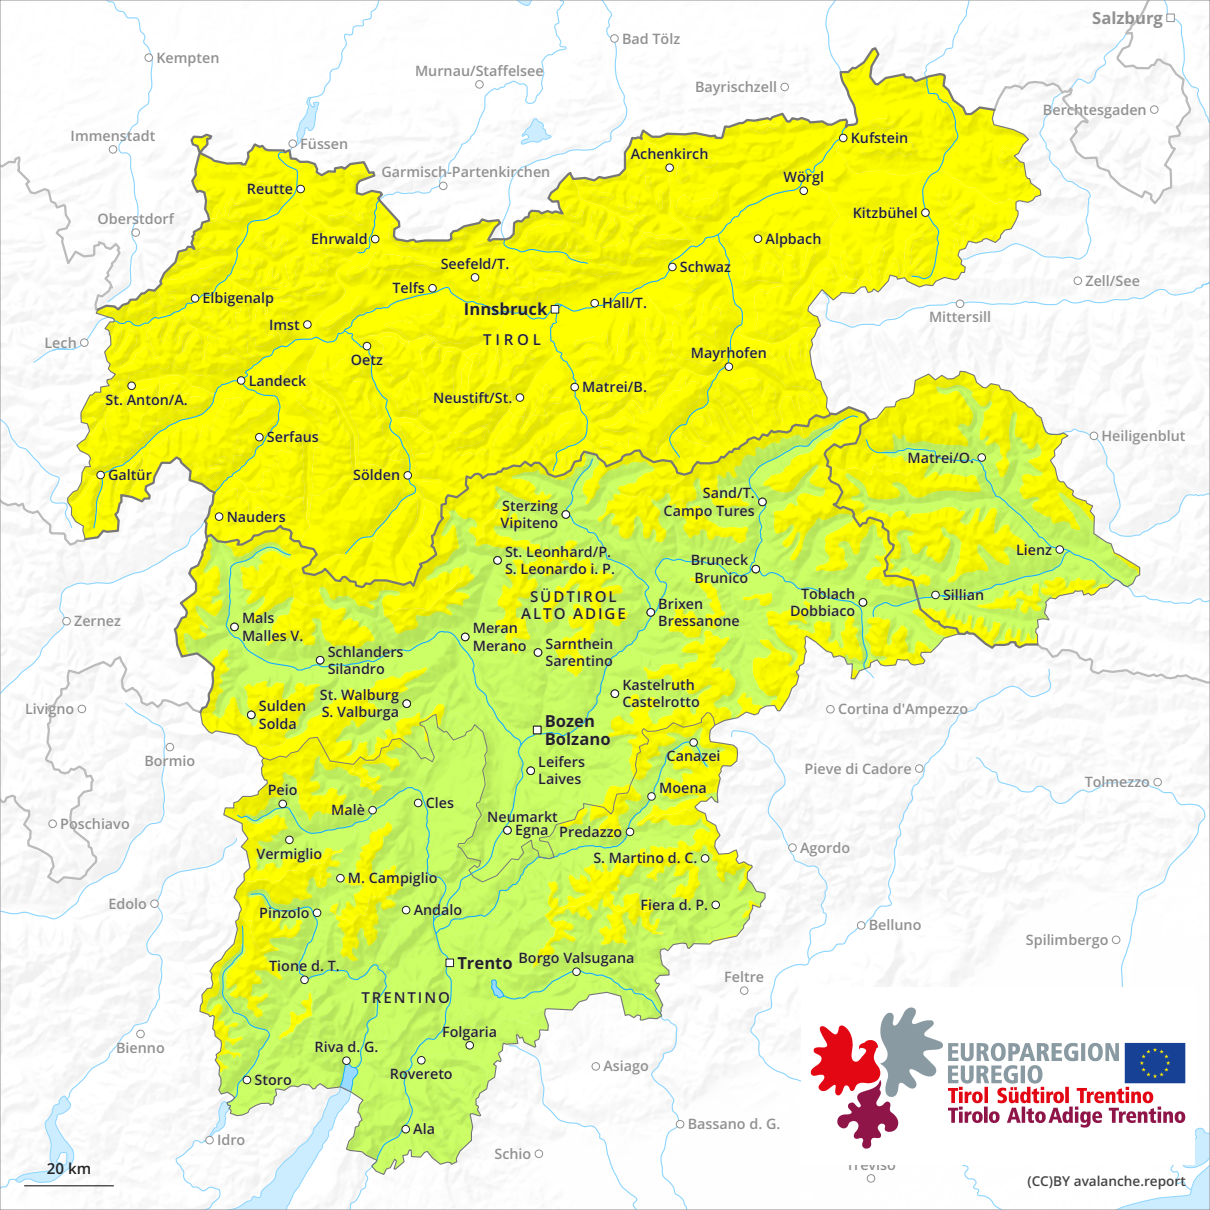 Salzburg
Bad Tölz
Kempten
Murnau/Staffelsee
Bayrischzell
Berchtesgaden
Immenstadt
Füssen
Kufstein
Achenkirch
Garmisch-Partenkirchen
Wörgl
Reutte
Oberstdorf
Kitzbühel
Ehrwald
Alpbach
Seefeld/T.
Schwaz
Zell/See
Telfs
Elbigenalp
Hall/T.
Innsbruck
Mittersill
Imst
TIROL
Lech
Oetz
Mayrhofen
Landeck
Matrei/B.
St. Anton/A.
Neustift/St.
Serfaus
Heiligenblut
Matrei/O.
Galtür
Sölden
Sand/T.
Campo Tures
Sterzing
Vipiteno
Nauders
Lienz
St. Leonhard/P.
S. Leonardo i. P.
Bruneck
Brunico
SÜDTIROL
ALTO ADIGE
Toblach
Dobbiaco
Sillian
Brixen
Bressanone
Zernez
Mals
Malles V.
Meran
Merano
Sarnthein
Sarentino
Schlanders
Silandro
Kastelruth
Castelrotto
St. Walburg
S. Valburga
Livigno
Sulden
Solda
Cortina d'Ampezzo
Bozen
Bolzano
Bormio
Canazei
Leifers
Laives
Pieve di Cadore
Tolmezzo
Peio
Moena
Malè
Cles
Poschiavo
Neumarkt
Egna
Predazzo
Vermiglio
Agordo
S. Martino d. C.
M. Campiglio
Edolo
Pinzolo
Andalo
Fiera d. P.
Belluno
Spilimbergo
Trento
Borgo Valsugana
Tione d. T.
Feltre
TRENTINO
Bienno
Folgaria
Riva d. G.
Rovereto
Asiago
Storo
EUROPAREGION
EUREGIO
Tirol Südtirol Trentino
Tirolo Alto Adige Trentino
Ala
Bassano d. G.
Idro
Schio
Treviso
20 km
(CC)BY avalanche.report